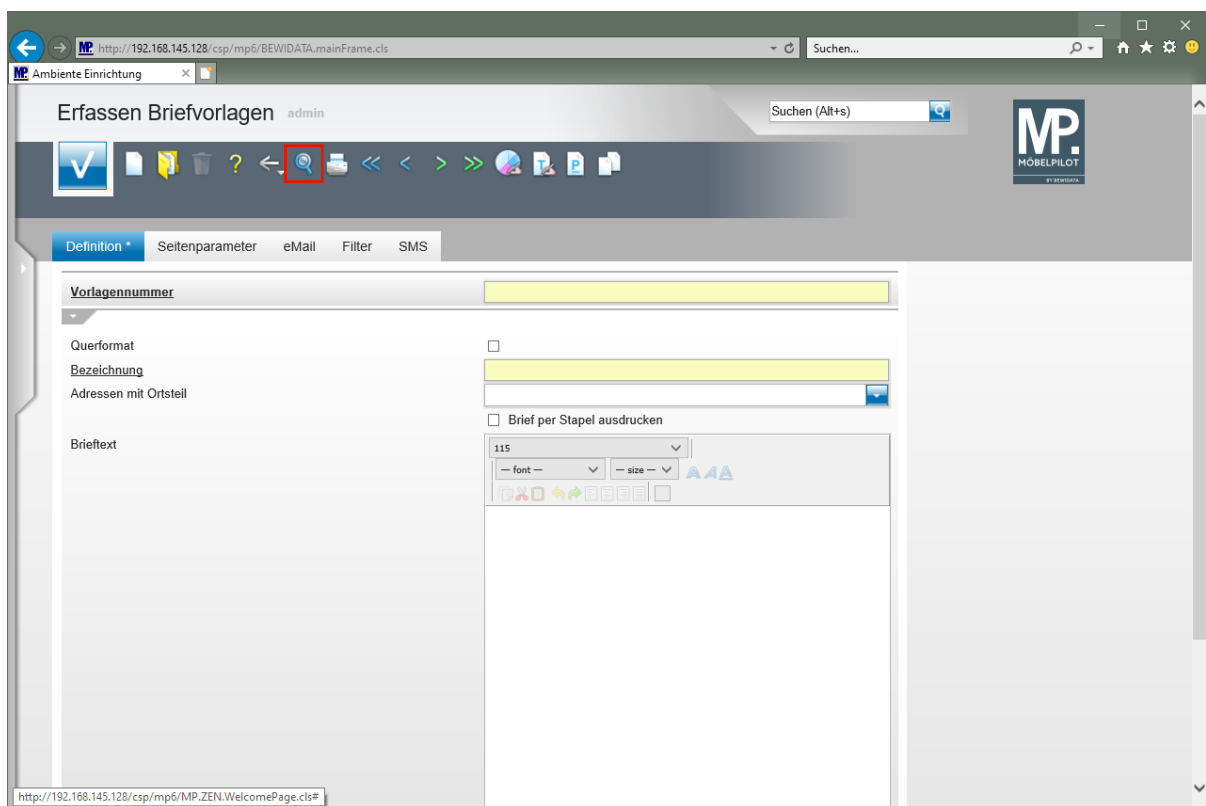 http://192.168.145.128/csp/mp6/BEWIDATA.mainFrame.cls
Suchen...
MP. Ambiente Einrichtung
Erfassen Briefvorlagen admin
Suchen (Alt+s)
MP.
MÖBELPILOT
BY BEWIDATA
Definition * Seitenparameter eMail Filter SMS
Vorlagennummer
Querformat
Bezeichnung
Adressen mit Ortsteil
Brief per Stapel ausdrucken
Brieftext
115
— font — — size — A A A
http://192.168.145.128/csp/mp6/MP.ZEN.WelcomePage.cls#